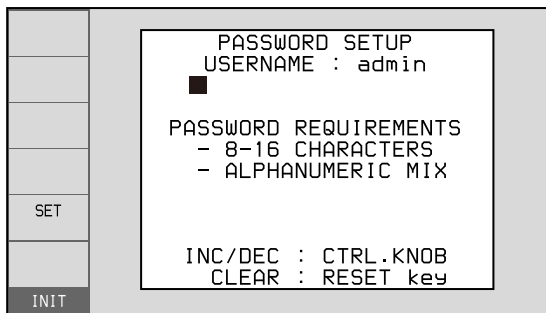 PASSWORD SETUP
USERNAME : admin
PASSWORD REQUIREMENTS
- 8-16 CHARACTERS
- ALPHANUMERIC MIX
SET
INC/DEC : CTRL.KNOB
CLEAR : RESET key
INIT